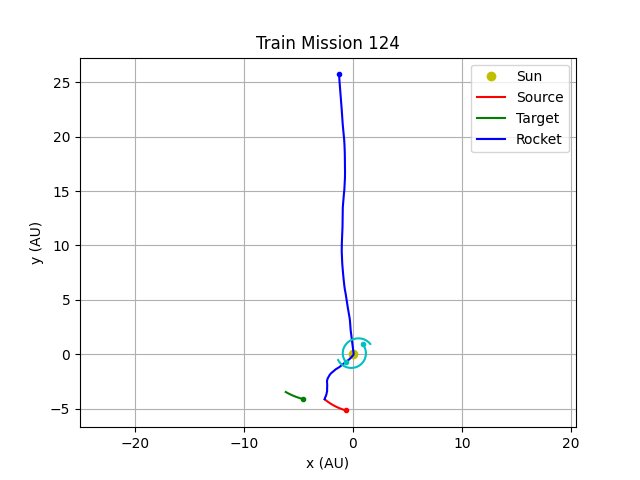 Train Mission 124
Sun
Source
Target
Rocket
y (AU)
25
20
15
10
5
0
−5
−20
−10
0
10
20
x (AU)